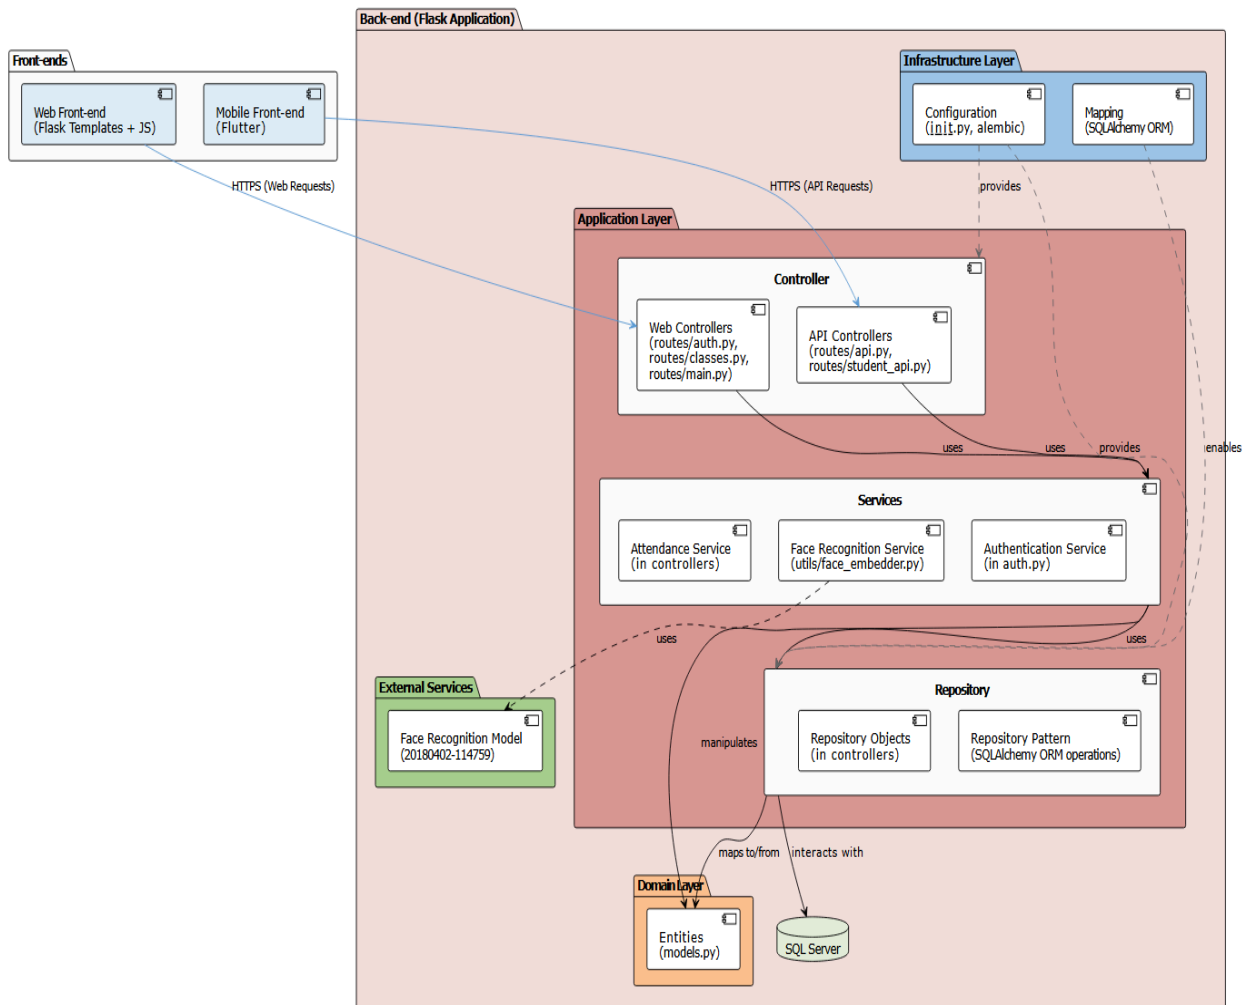 Back-end (Flask Application)
Front-ends
Web Front-end
(Flask Templates + JS)
Mobile Front-end
(Flutter)
Infrastructure Layer
Configuration
(init.py, alembic)
Mapping
(SQLAlchemy ORM)
HTTPS (Web Requests)
HTTPS (API Requests)
provides
Application Layer
Controller
Web Controllers
(routes/auth.py,
routes/classes.py,
routes/main.py)
API Controllers
(routes/api.py,
routes/student_api.py)
uses
uses
provides
enables
Services
Attendance Service
(in controllers)
Face Recognition Service
(utils/face_embedder.py)
Authentication Service
(in auth.py)
uses
uses
External Services
Face Recognition Model
(20180402-114759)
Repository
Repository Objects
(in controllers)
Repository Pattern
(SQLAlchemy ORM operations)
manipulates
maps to/from
interacts with
Domain Layer
Entities
(models.py)
SQL Server